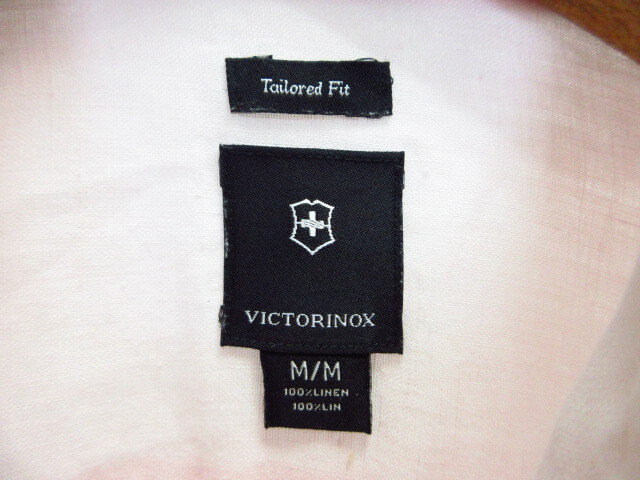 Tailored Fit
VICTORINOX
M/M
100%LINEN
100%LIN